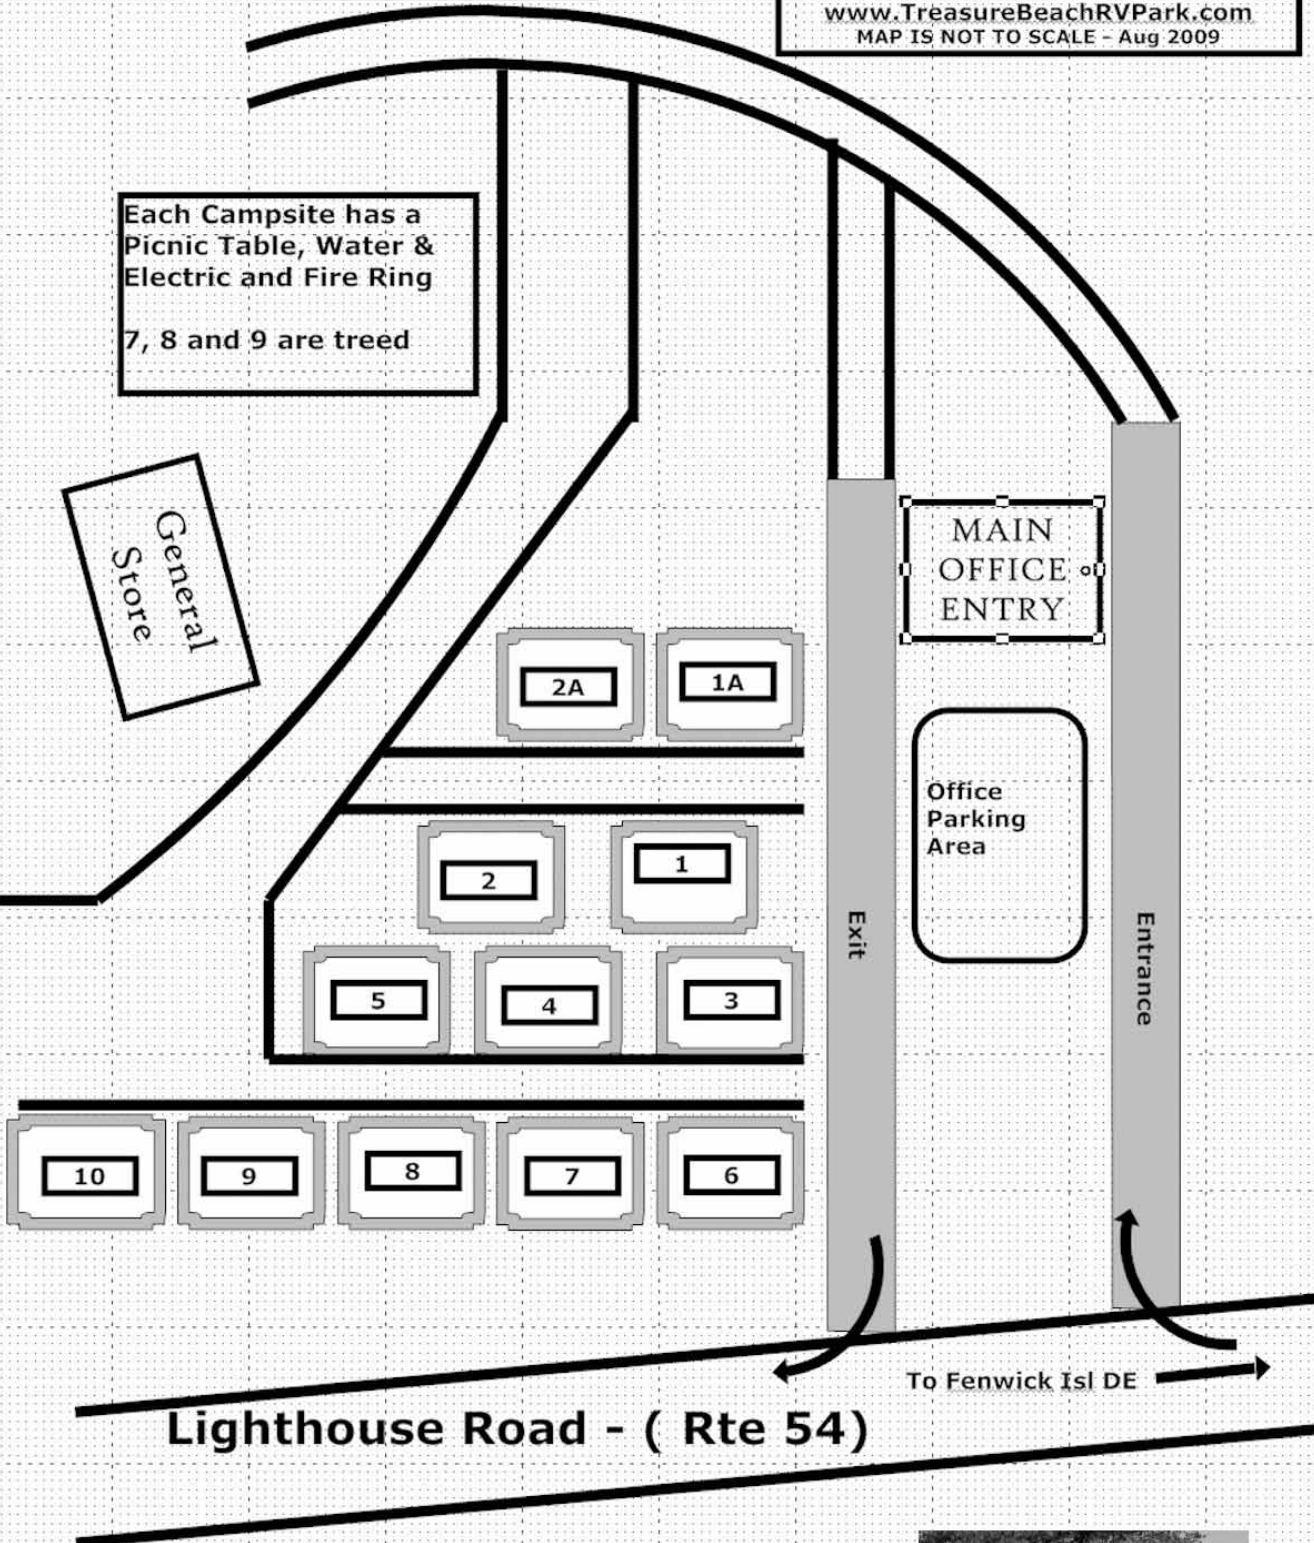 www.TreasureBeachRVPark.com
MAP IS NOT TO SCALE - Aug 2009
Each Campsite has a
Picnic Table, Water &
Electric and Fire Ring
7, 8 and 9 are treed
General
Store
MAIN
OFFICE
ENTRY
2A
1A
Office
Parking
Area
2
1
Exit
Entrance
5
4
3
10
9
8
7
6
To Fenwick Isl DE
Lighthouse Road - ( Rte 54)